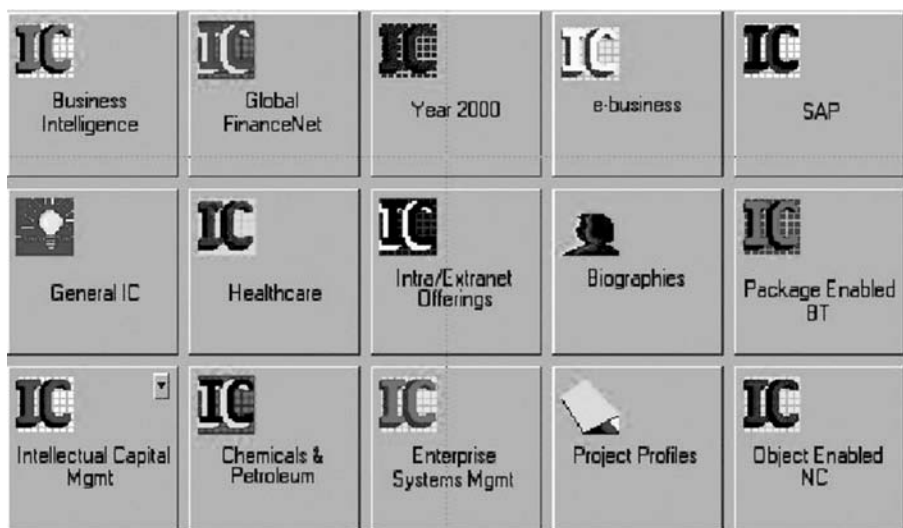 IC
IC
IC
IC
IC
Business
Intelligence
Global
FinanceNet
Year 2000
e-business
SAP
IC
IC
IC
General IC
Healthcare
Intra/Extranet
Offerings
Biographies
Package Enabled
BT
IC
IC
IC
IC
Intellectual Capital
Mgmt
Chemicals &
Petroleum
Enterprise
Systems Mgmt
Project Profiles
Object Enabled
NC